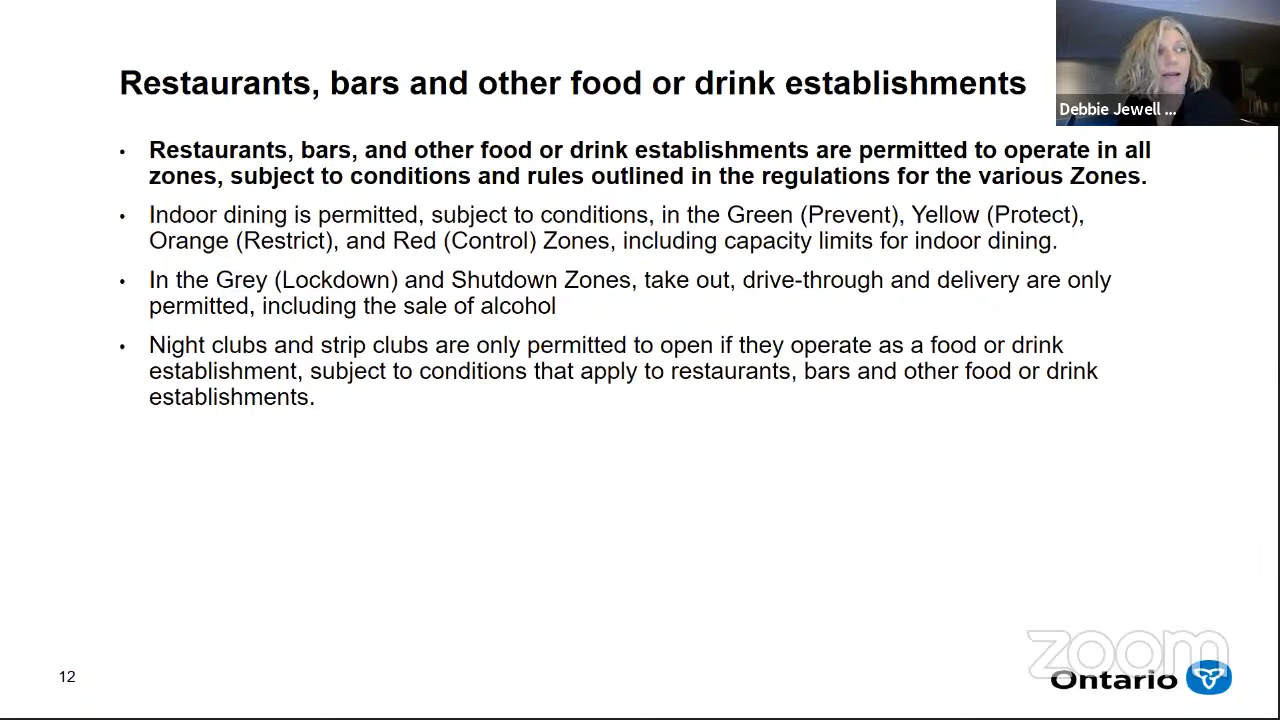 Restaurants, bars and other food or drink establishments
Debbie Jewell ...
• Restaurants, bars, and other food or drink establishments are permitted to operate in all
zones, subject to conditions and rules outlined in the regulations for the various Zones.
• Indoor dining is permitted, subject to conditions, in the Green (Prevent), Yellow (Protect),
Orange (Restrict), and Red (Control) Zones, including capacity limits for indoor dining.
• In the Grey (Lockdown) and Shutdown Zones, take out, drive-through and delivery are only
permitted, including the sale of alcohol
• Night clubs and strip clubs are only permitted to open if they operate as a food or drink
establishment, subject to conditions that apply to restaurants, bars and other food or drink
establishments.
zoom
12
Ontario